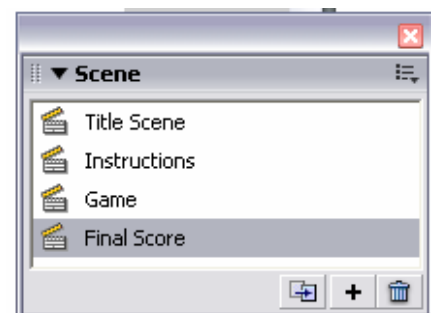 Scene
Title Scene
Instructions
Game
Final Score